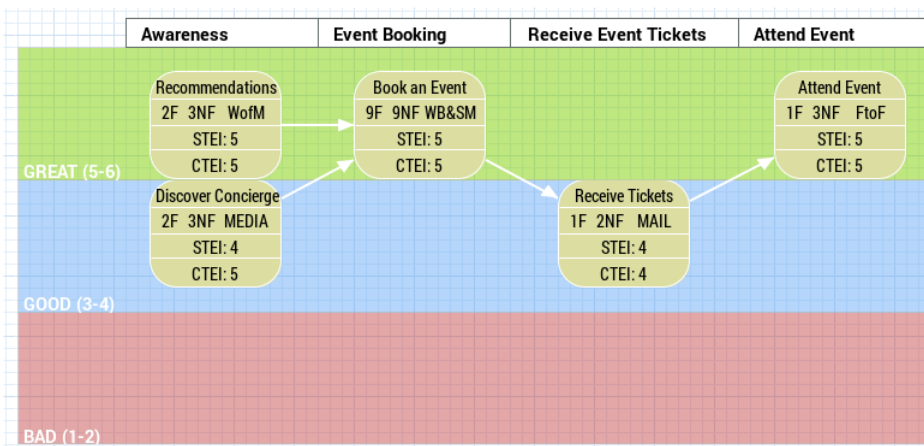 Awareness
Event Booking
Receive Event Tickets
Attend Event
Recommendations
2F 3NF WofM
STEI: 5
CTEI: 5
Book an Event
9F 9NF WB&SM
STEI: 5
CTEI: 5
Attend Event
1F 3NF FtoF
STEI: 5
CTEI: 5
GREAT (5-6)
Discover Concierge
2F 3NF MEDIA
STEI: 4
CTEI: 5
Receive Tickets
1F 2NF MAIL
STEI: 4
CTEI: 4
GOOD (3-4)
BAD (1-2)